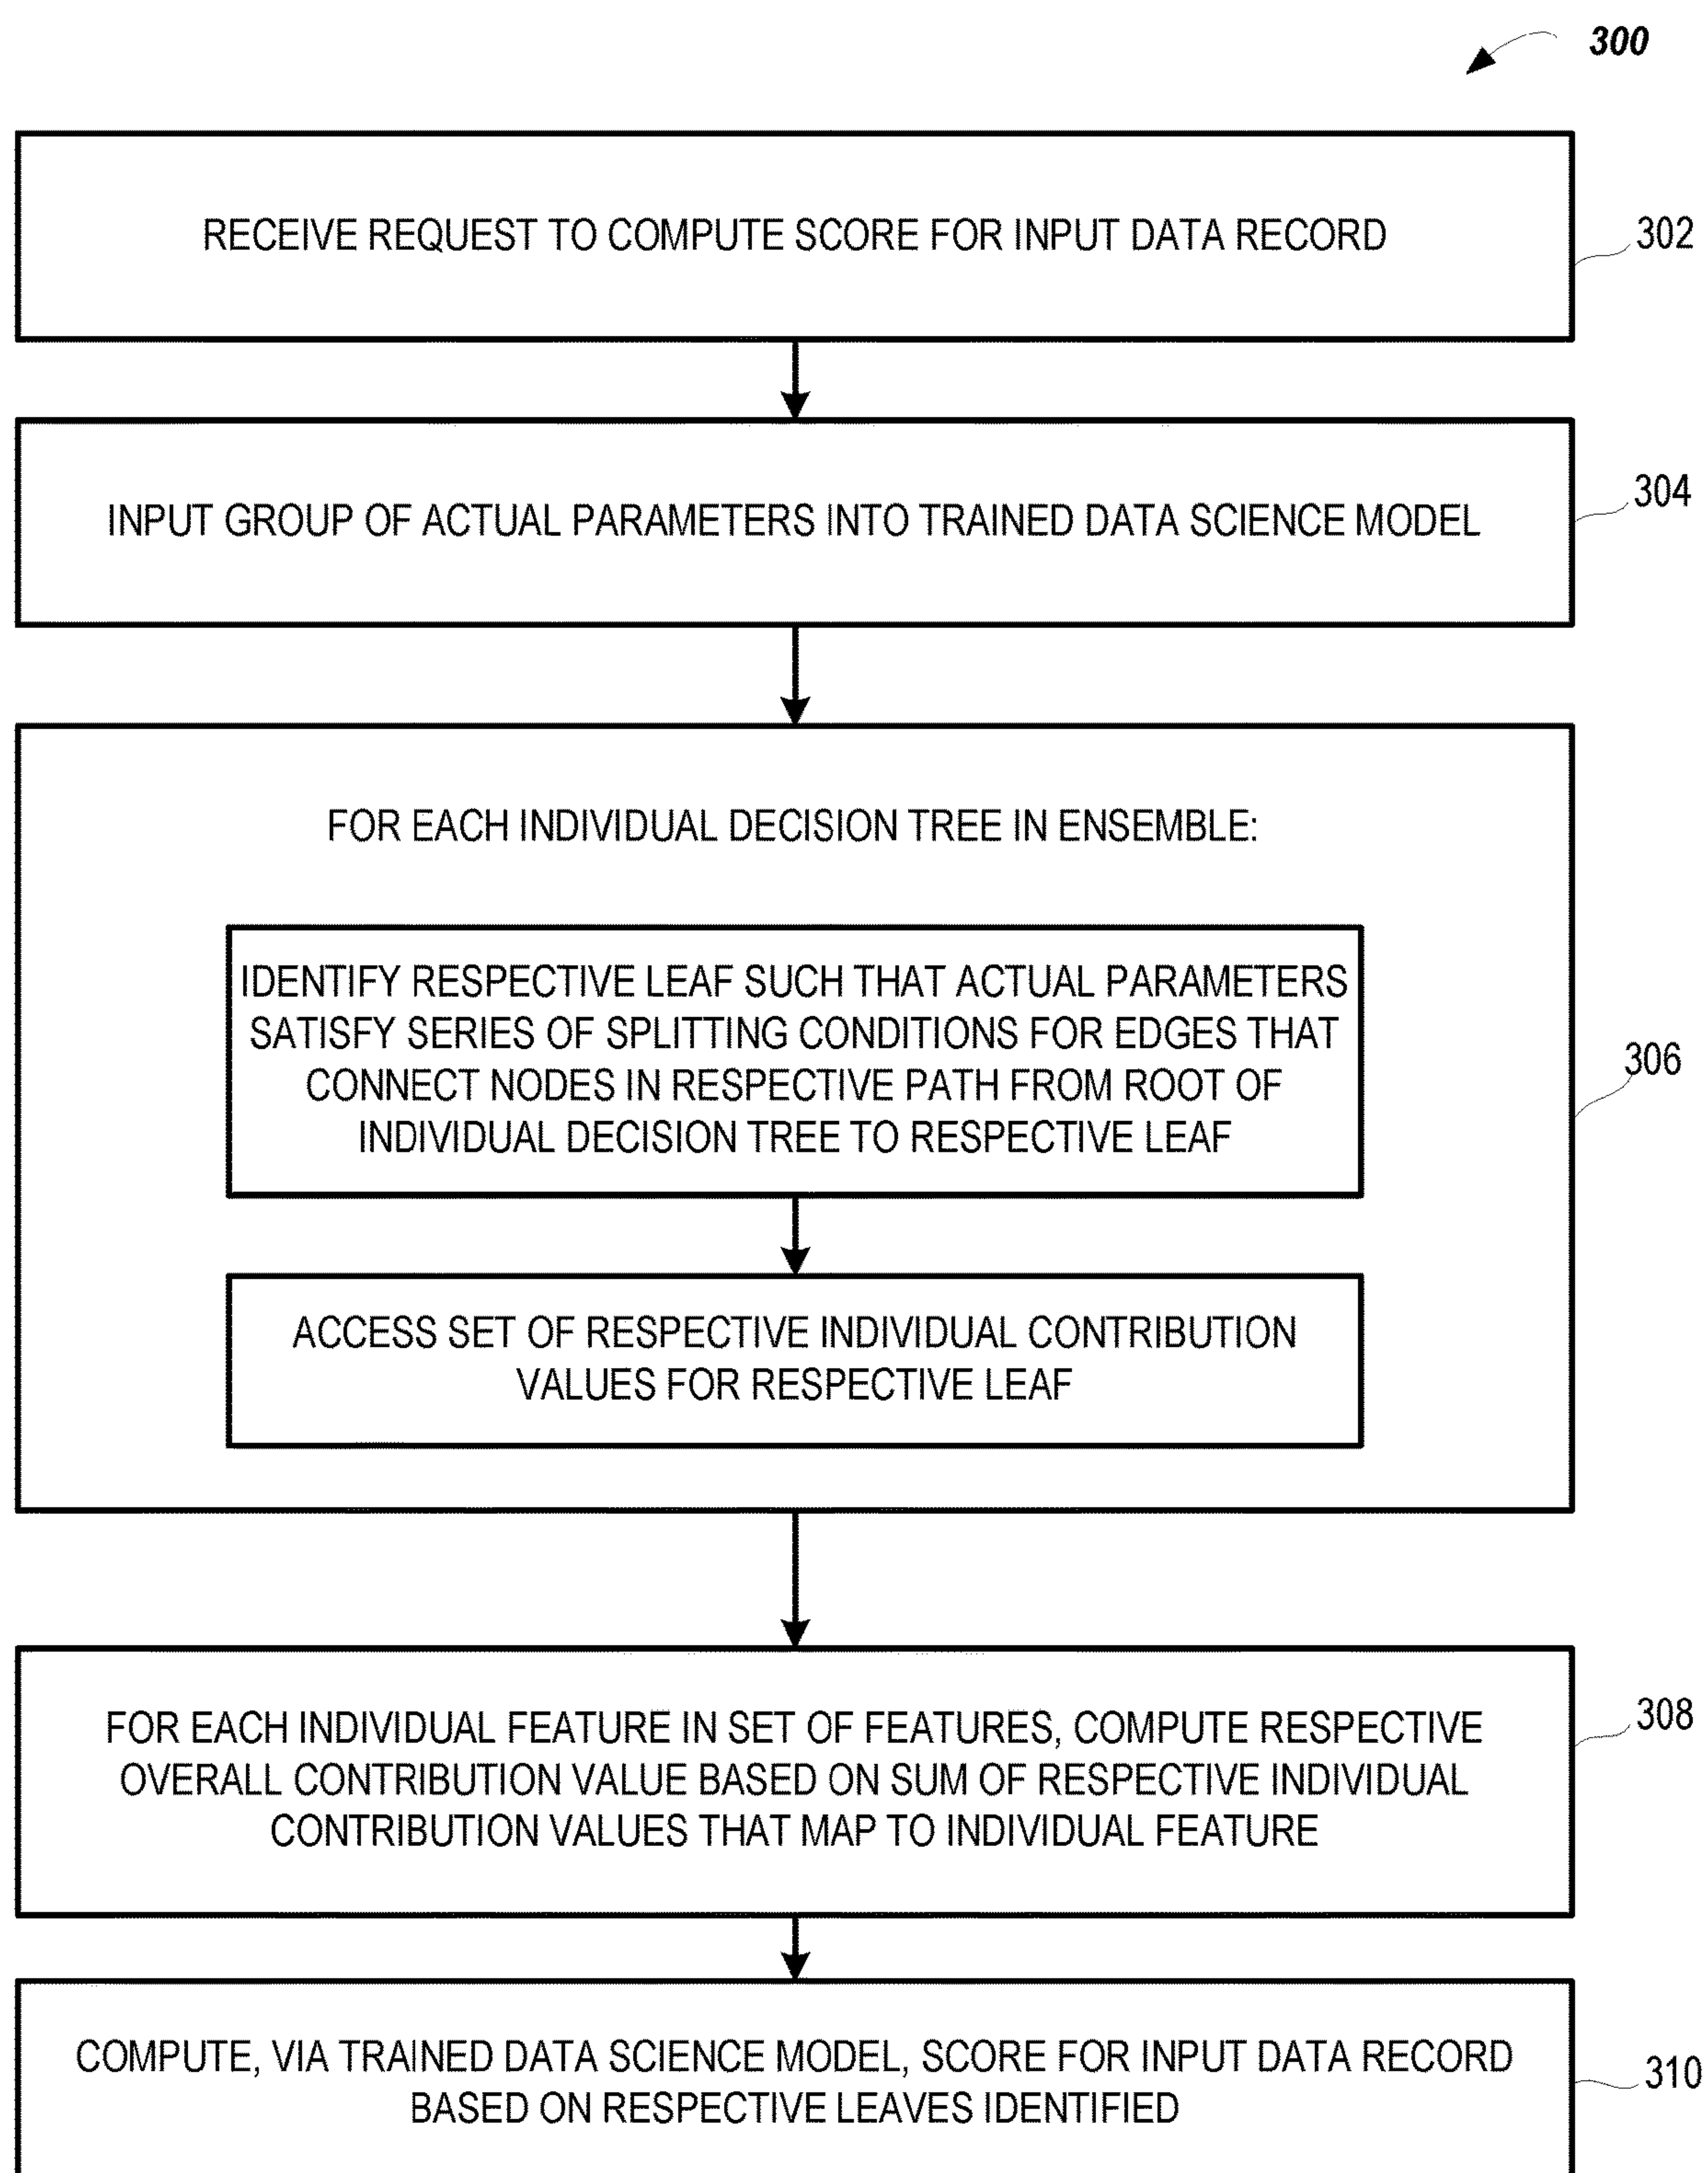 300
RECEIVE REQUEST TO COMPUTE SCORE FOR INPUT DATA RECORD
302
INPUT GROUP OF ACTUAL PARAMETERS INTO TRAINED DATA SCIENCE MODEL
304
FOR EACH INDIVIDUAL DECISION TREE IN ENSEMBLE:
IDENTIFY RESPECTIVE LEAF SUCH THAT ACTUAL PARAMETERS
SATISFY SERIES OF SPLITTING CONDITIONS FOR EDGES THAT
CONNECT NODES IN RESPECTIVE PATH FROM ROOT OF
INDIVIDUAL DECISION TREE TO RESPECTIVE LEAF
306
ACCESS SET OF RESPECTIVE INDIVIDUAL CONTRIBUTION
VALUES FOR RESPECTIVE LEAF
FOR EACH INDIVIDUAL FEATURE IN SET OF FEATURES, COMPUTE RESPECTIVE
OVERALL CONTRIBUTION VALUE BASED ON SUM OF RESPECTIVE INDIVIDUAL
CONTRIBUTION VALUES THAT MAP TO INDIVIDUAL FEATURE
308
COMPUTE, VIA TRAINED DATA SCIENCE MODEL, SCORE FOR INPUT DATA RECORD
BASED ON RESPECTIVE LEAVES IDENTIFIED
310